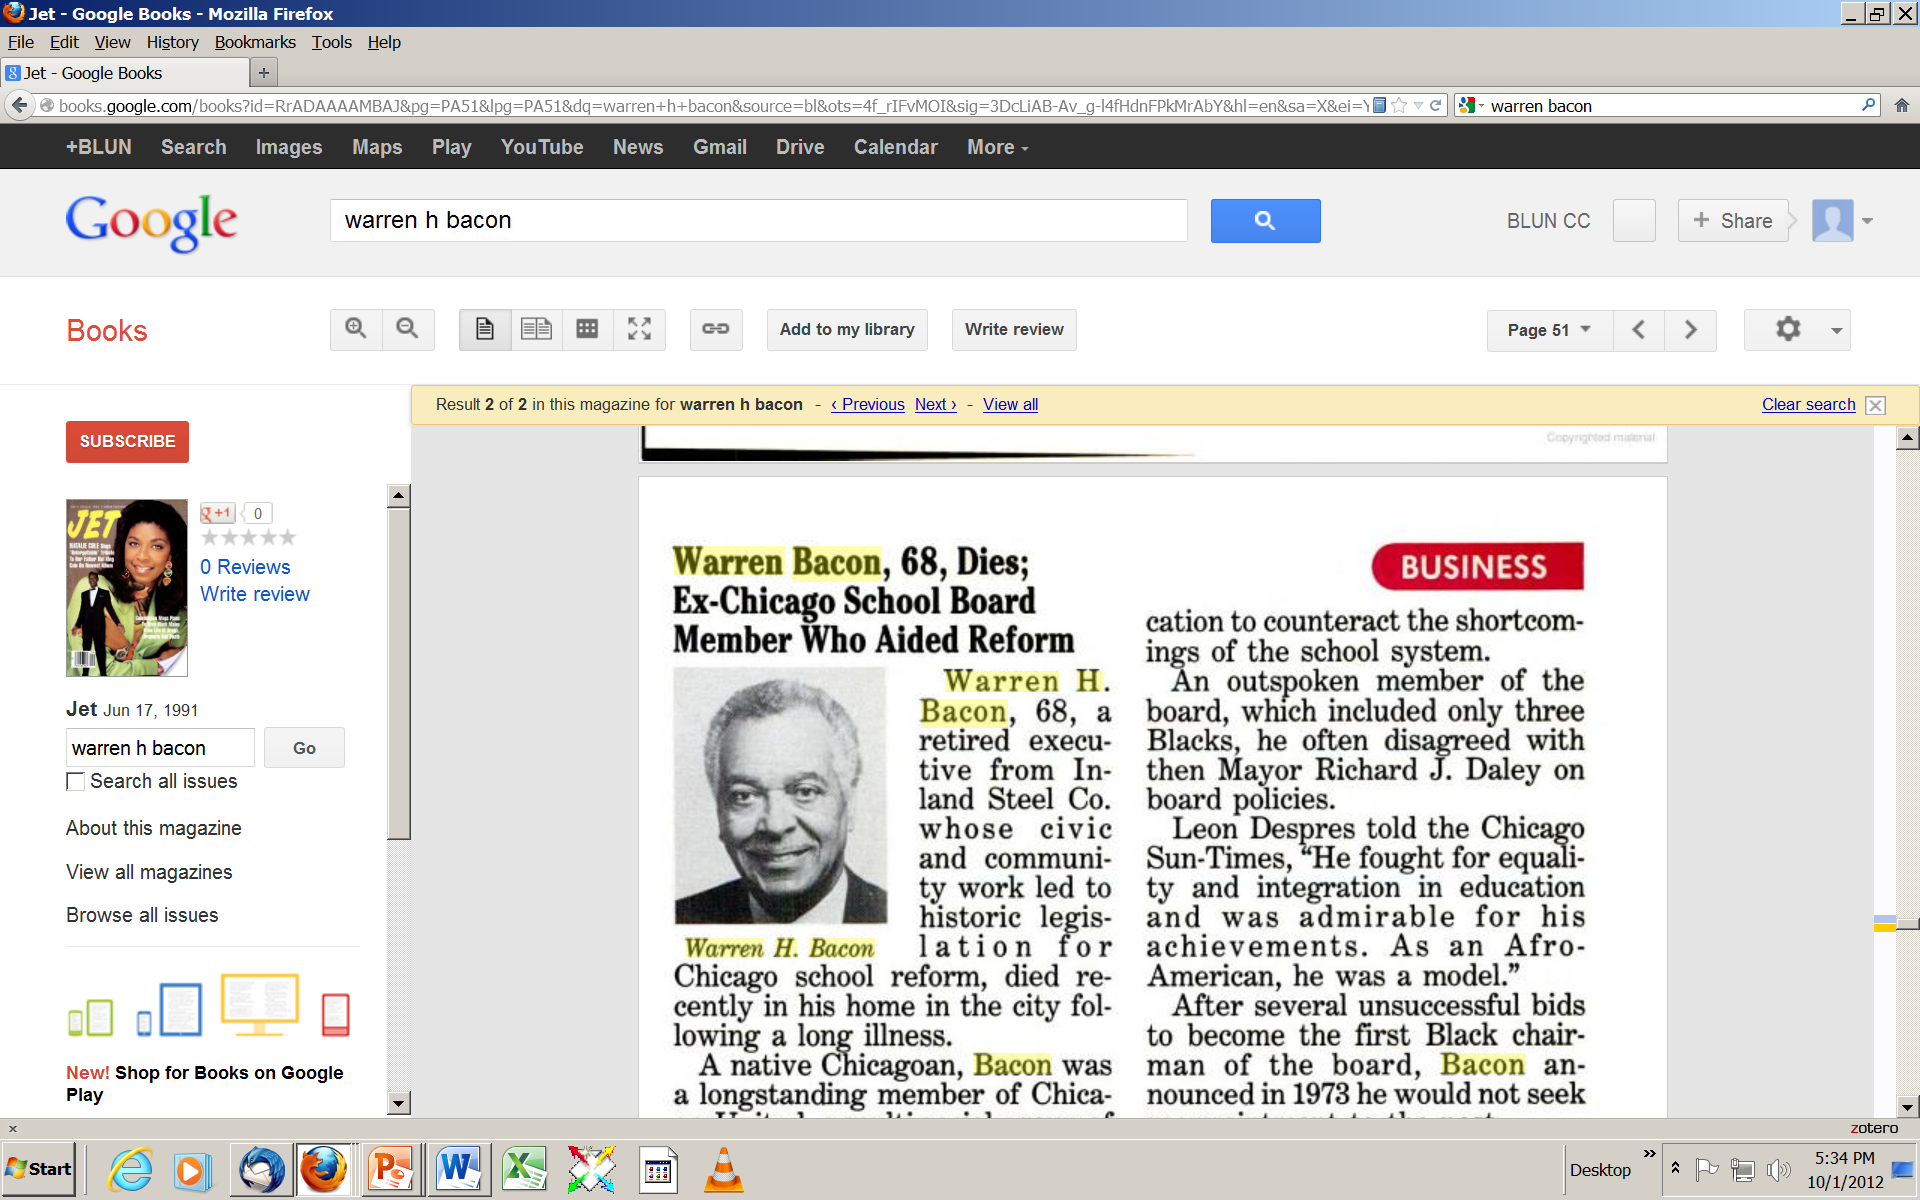 Jet - Google Books - Mozilla Firefox
File Edit View History Bookmarks Tools Help
Jet - Google Books
books.google.com/books?id=RrADAAAAMBAJ&pg=PA51&lpg=PA51&dq=warren+h+bacon&source=bl&ots=4f_rIFvMOI&sig=3DcLiAB-Av_g-l4fHdnFPkMrAbY&hl=en&sa=X&ei=Y
warren bacon
+BLUN Search Images Maps Play YouTube News Gmail Drive Calendar More
Google
warren h bacon
BLUN CC
+ Share
Books
Add to my library
Write review
Page 51
Result 2 of 2 in this magazine for warren h bacon - ‹ Previous Next › - View all
Clear search
SUBSCRIBE
JET
+1 0
0 Reviews
Write review
Jet Jun 17, 1991
warren h bacon
Go
Search all issues
About this magazine
View all magazines
Browse all issues
New! Shop for Books on Google
Play
Copyrighted material
Warren Bacon, 68, Dies;
Ex-Chicago School Board
Member Who Aided Reform
Warren H. Bacon
Warren H.
Bacon, 68, a
retired execu-
tive from In-
land Steel Co.
whose civic
and communi-
ty work led to
historic legis-
lation for
Chicago school reform, died re-
cently in his home in the city fol-
lowing a long illness.
A native Chicagoan, Bacon was
a longstanding member of Chica-
BUSINESS
cation to counteract the shortcom-
ings of the school system.
An outspoken member of the
board, which included only three
Blacks, he often disagreed with
then Mayor Richard J. Daley on
board policies.
Leon Despres told the Chicago
Sun-Times, “He fought for equali-
ty and integration in education
and was admirable for his
achievements. As an Afro-
American, he was a model.”
After several unsuccessful bids
to become the first Black chair-
man of the board, Bacon an-
nounced in 1973 he would not seek
zotero
Start
Desktop
5:34 PM
10/1/2012